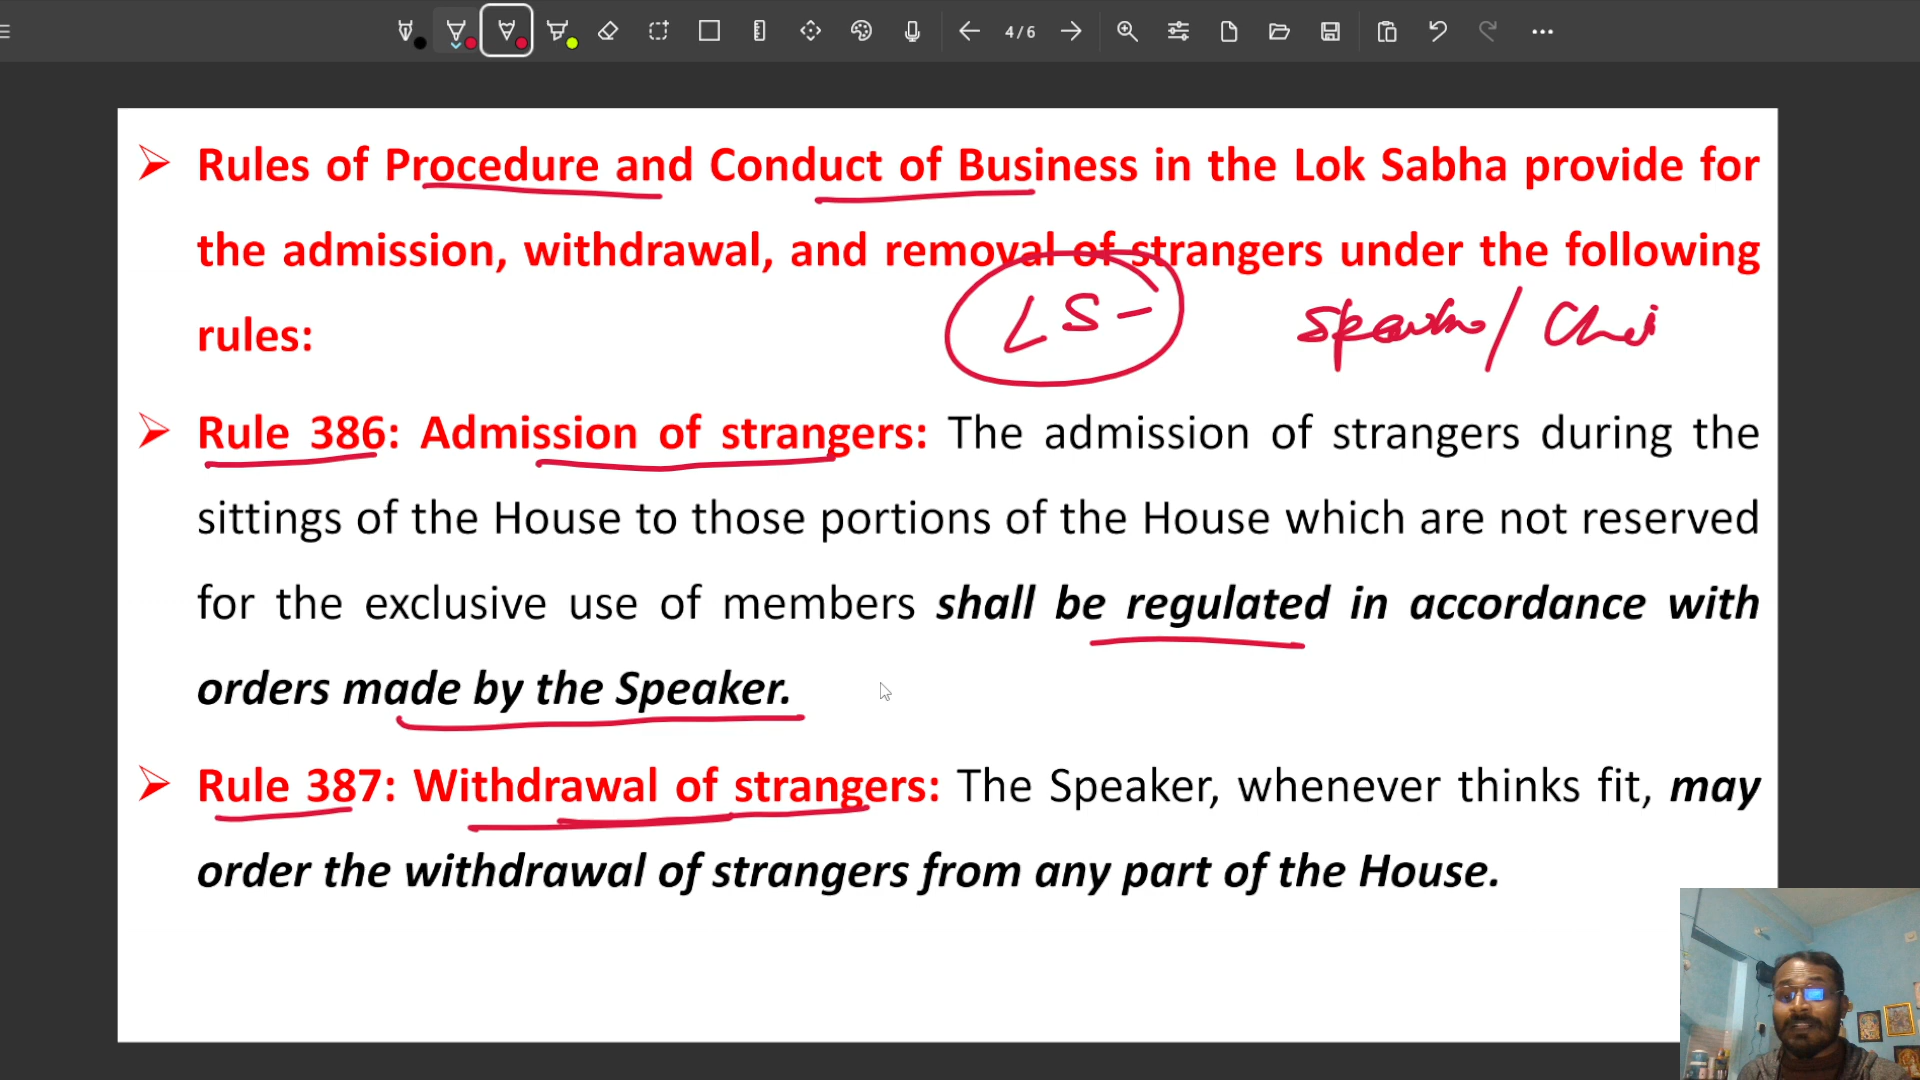 4/6
Rules of Procedure and Conduct of Business in the Lok Sabha provide for
the admission, withdrawal, and removal of strangers under the following
rules:
LS-
Speaker/
Rule 386: Admission of strangers: The admission of strangers during the
sittings of the House to those portions of the House which are not reserved
for the exclusive use of members shall be regulated in accordance with
orders made by the Speaker.
Rule 387: Withdrawal of strangers: The Speaker, whenever thinks fit, may
order the withdrawal of strangers from any part of the House.